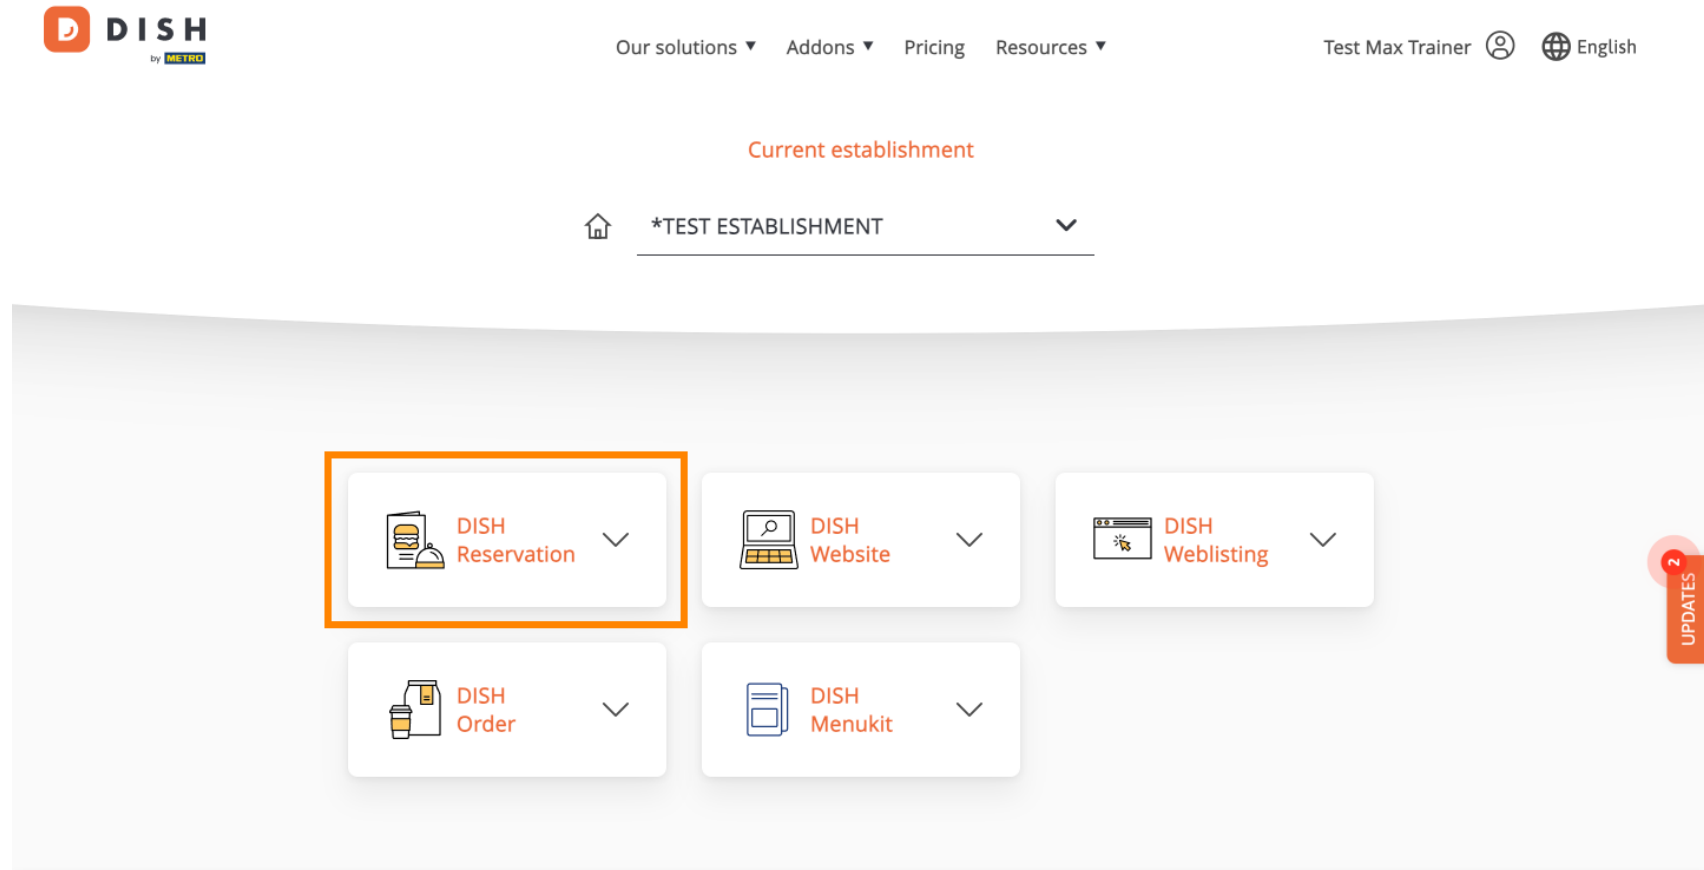 DISH
by METRO
Our solutions ▼ Addons ▼ Pricing Resources ▼
Test Max Trainer
English
Current establishment
*TEST ESTABLISHMENT
DISH
Reservation
DISH
Website
DISH
Weblisting
2
UPDATES
DISH
Order
DISH
Menukit